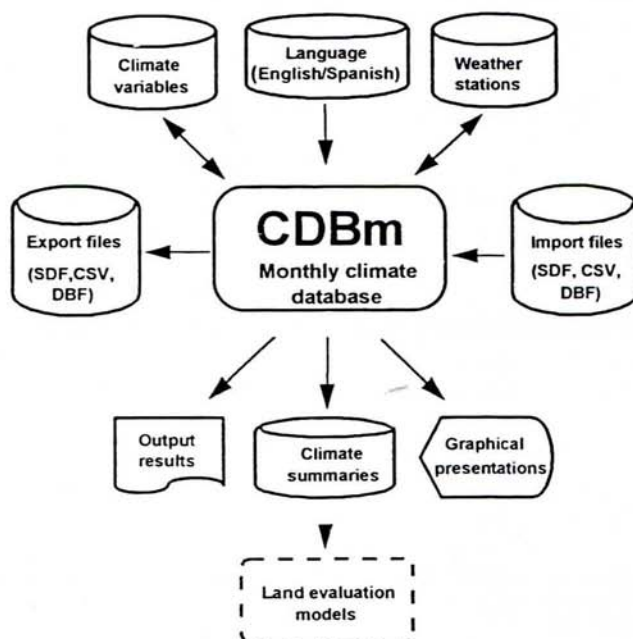 Climate
variables
Language
(English/Spanish)
Weather
stations
Export files
(SDF,CSV,
DBF)
CDBm
Monthly climate
database
Import files
(SDF, CSV,
DBF)
Output
results
Climate
summaries
Graphical
presentations
Land evaluation
models